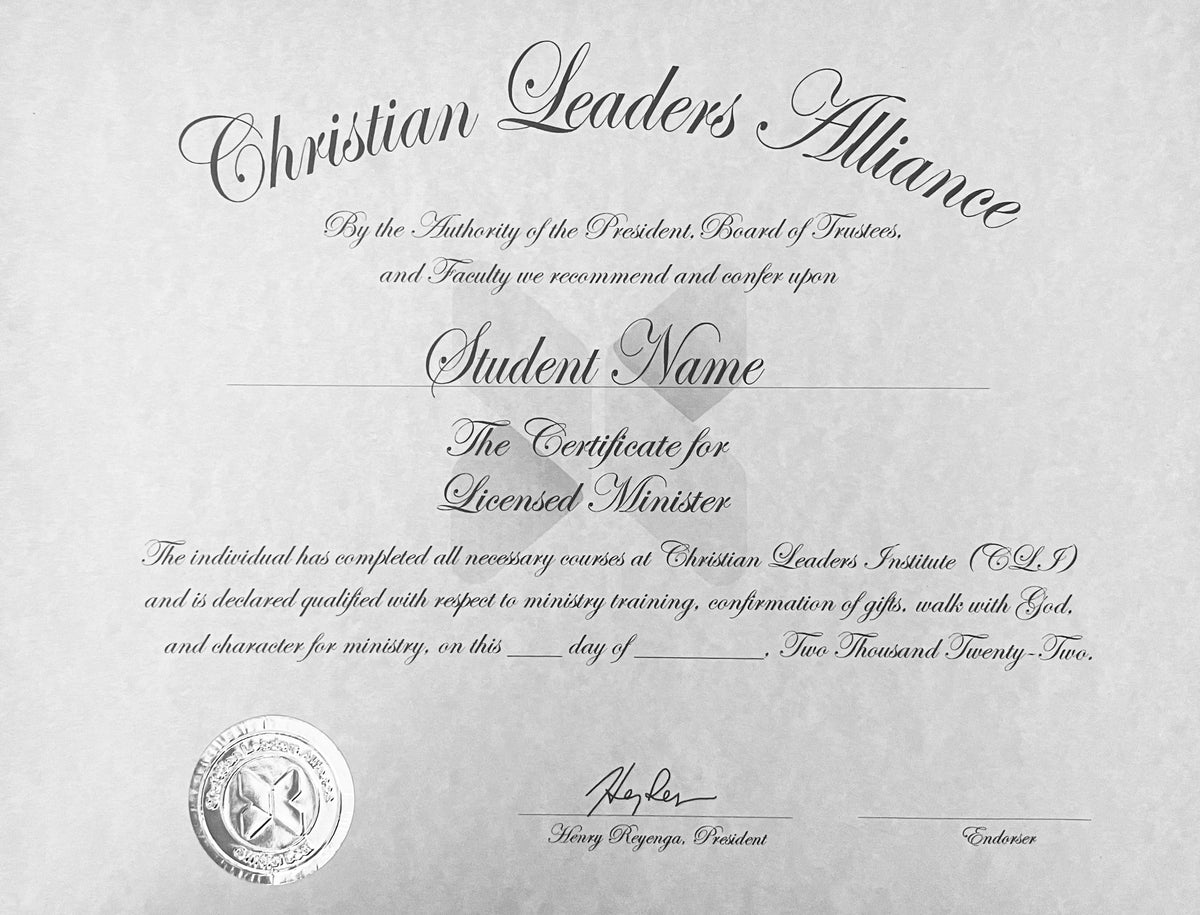 Christian Leaders Alliance
By the Authority of the President, Board of Trustees,
and Faculty we recommend and confer upon
Student Name
The Certificate for
Licensed Minister
The individual has completed all necessary courses at Christian Leaders Institute (CLI)
and is declared qualified with respect to ministry training, confirmation of gifts, walk with God,
and character for ministry, on this ____ day of __________, Two Thousand Twenty-Two.
Christian Leaders Alliance
Henry Reyenga, President
Endorser